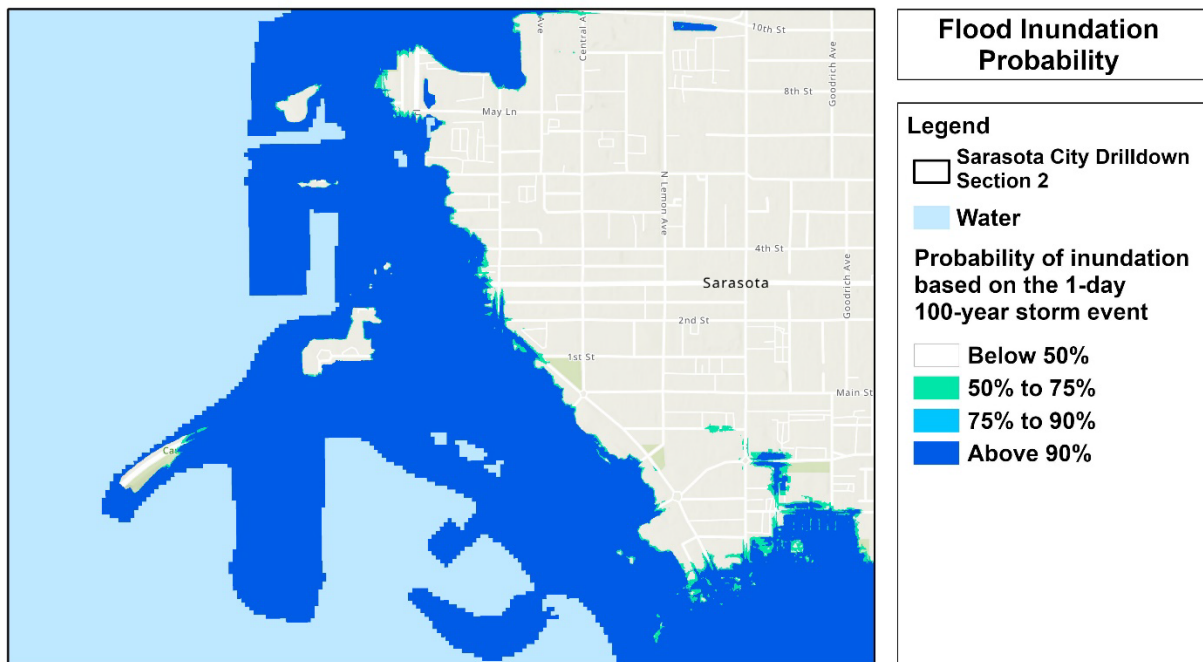 Ave
Central A
10th St
Goodrich Ave
8th St
May Ln
N Lemon Ave
4th St
Sarasota
Goodrich Ave
2nd St
1st St
Main St
Ca
Flood Inundation
Probability
Legend
Sarasota City Drilldown
Section 2
Water
Probability of inundation
based on the 1-day
100-year storm event
Below 50%
50% to 75%
75% to 90%
Above 90%